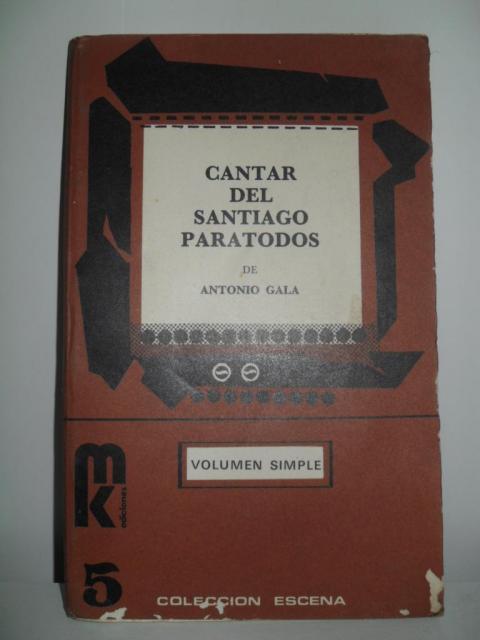 CANTAR
DEL
SANTIAGO
PARATODOS
DE
ANTONIO GALA
VOLUMEN SIMPLE
mk
ediciones
5
COLECCION ESCENA